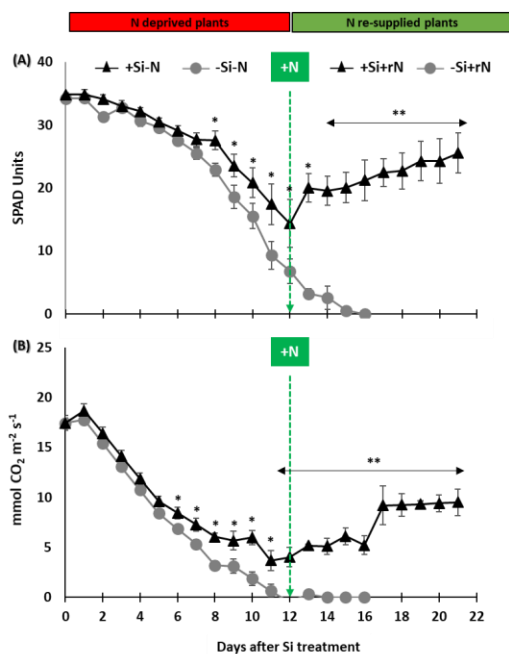 N deprived plants N re-supplied plants
(A) +Si-N -Si-N +N +Si+rN -Si+rN
40
**
30
* * * * * *
20
SPAD Units
10
0
(B) +N
25
20
**
15
* * * * * *
10
mmol CO₂ m⁻² s⁻¹
5
0
0 2 4 6 8 10 12 14 16 18 20 22
Days after Si treatment